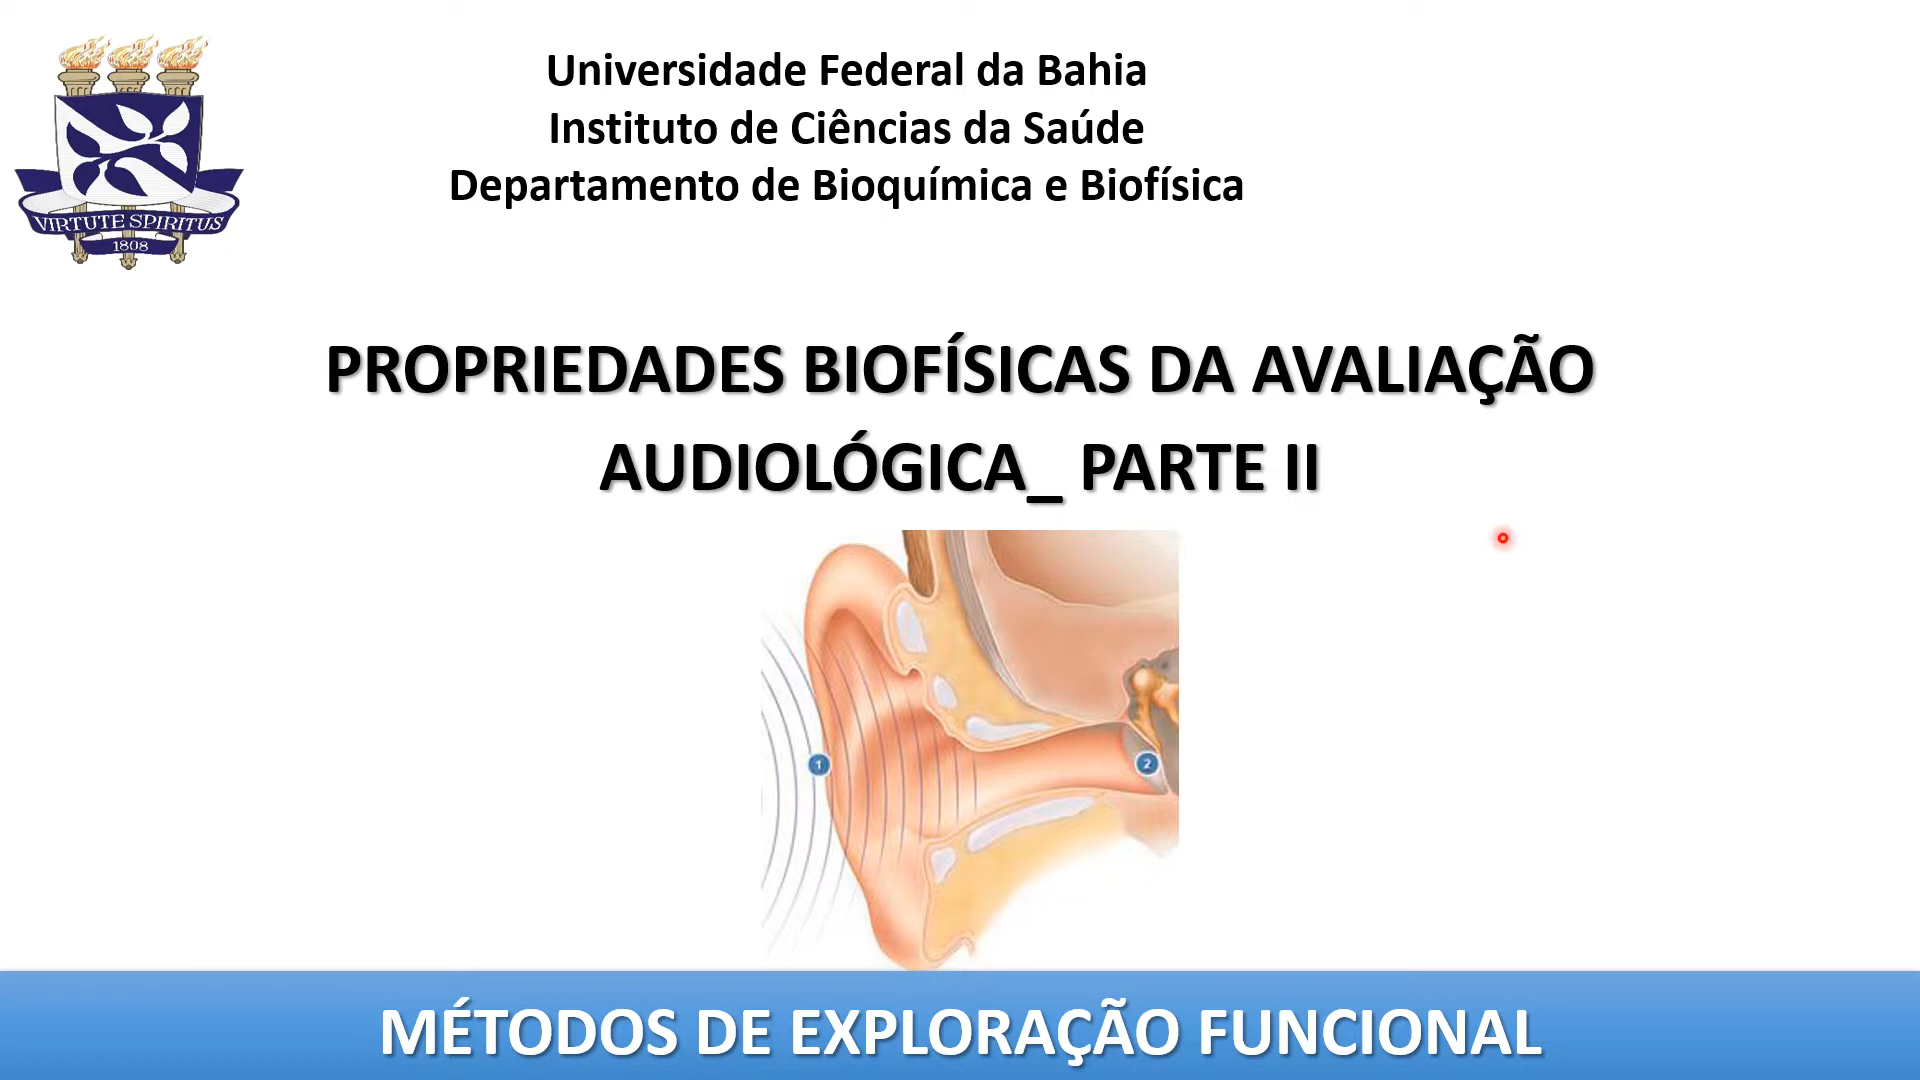 Universidade Federal da Bahia
Instituto de Ciências da Saúde
Departamento de Bioquímica e Biofísica
VIRTUTE SPIRITUS
1808
PROPRIEDADES BIOFÍSICAS DA AVALIAÇÃO
AUDIOLÓGICA_ PARTE II
1
2
MÉTODOS DE EXPLORAÇÃO FUNCIONAL